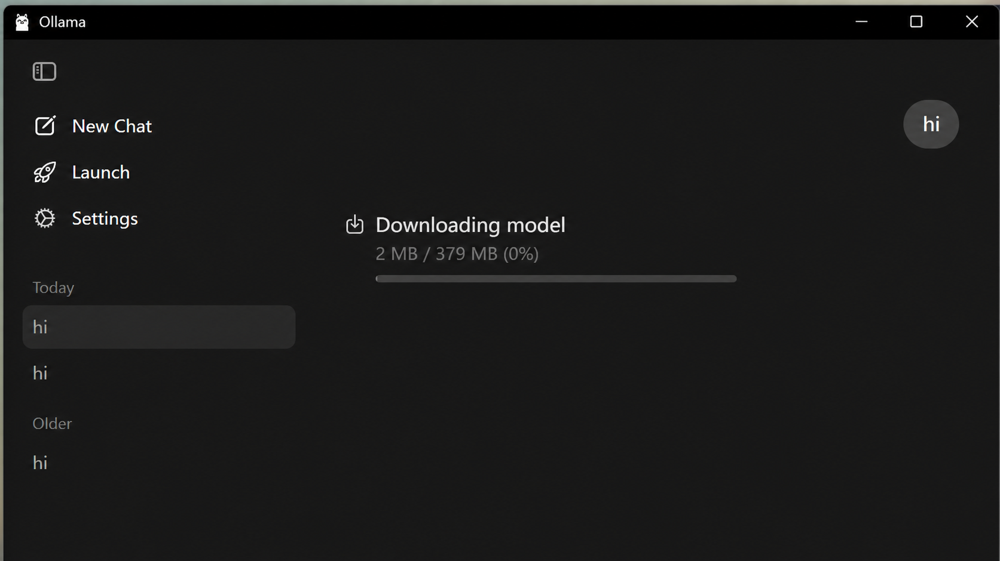 Ollama
New Chat
Launch
Settings
Today
hi
hi
Older
hi
hi
Downloading model
2 MB / 379 MB (0%)